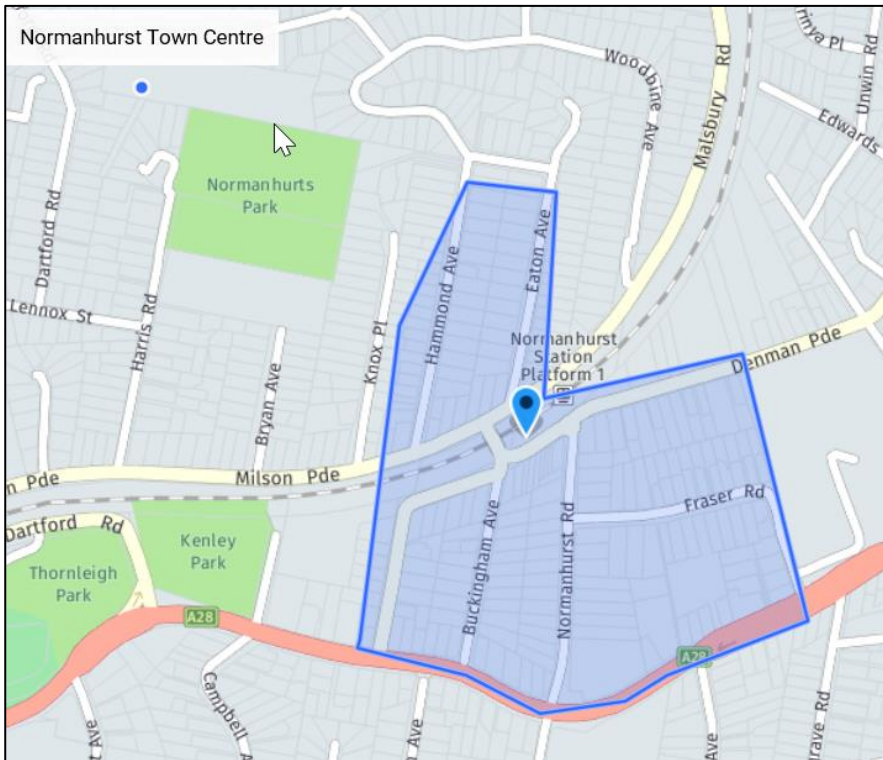 Normanhurst Town Centre
Woodbine Ave
Malsbury Rd
Unwin Rd
Edwards
Normanhurts
Park
Dartford Rd
Lennox St
Harris Rd
Bryan Ave
Knox Pl
Hammond Ave
Eaton Ave
Normanhurst
Station
Platform 1
Denman Pde
Milson Pde
n Pde
Dartford Rd
Kenley
Park
Thornleigh
Park
A28
Buckingham Ave
Normanhurst Rd
Fraser Rd
A28
Campbell A
Ave
t Ave
rave Rd